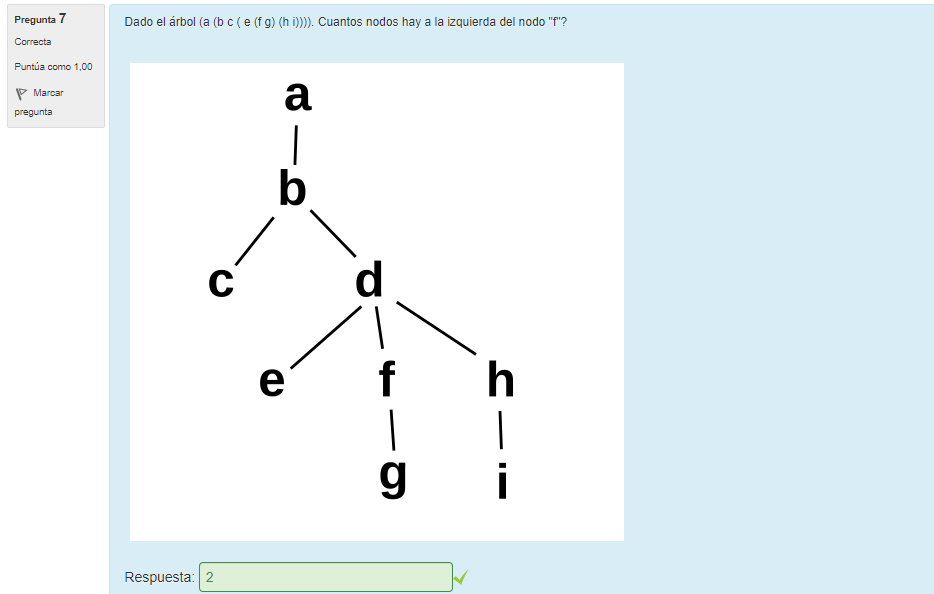 Pregunta 7
Correcta
Puntúa como 1,00
Marcar
pregunta
Dado el árbol (a (b c ( e (f g) (h i)))). Cuantos nodos hay a la izquierda del nodo "f"?
a
b
c d
e f h
g i
Respuesta: 2